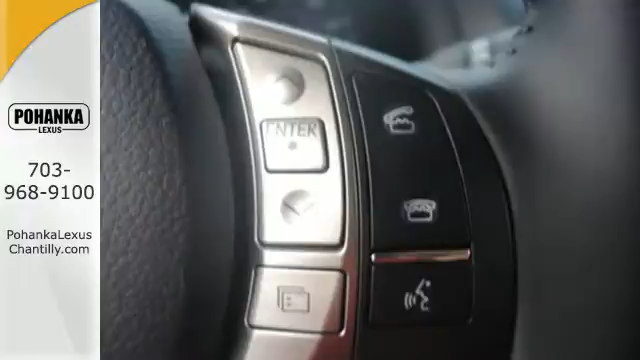 POHANKA
LEXUS
703-
968-9100
PohankaLexus
Chantilly.com
ENTER